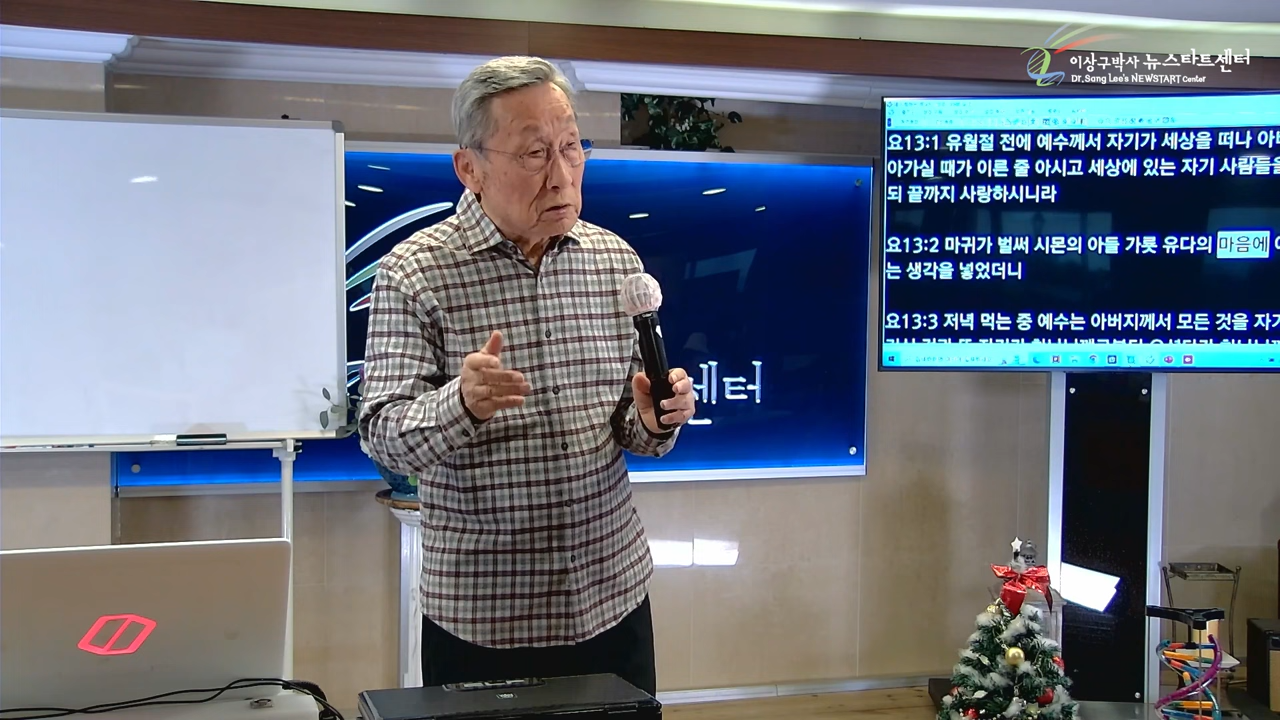 이상구박사 뉴스타트센터
Dr. Sang Lee's NEWSTART Center
요13:1 유월절 전에 예수께서 자기가 세상을 떠나
아가실 때가 이른 줄 아시고 세상에 있는 자기 사람들을
되 끝까지 사랑하시니라
요13:2 마귀가 벌써 시몬의 아들 가룟 유다의 마음에
는 생각을 넣었더니
요13:3 저녁 먹는 중 예수는 아버지께서 모든 것을
센터